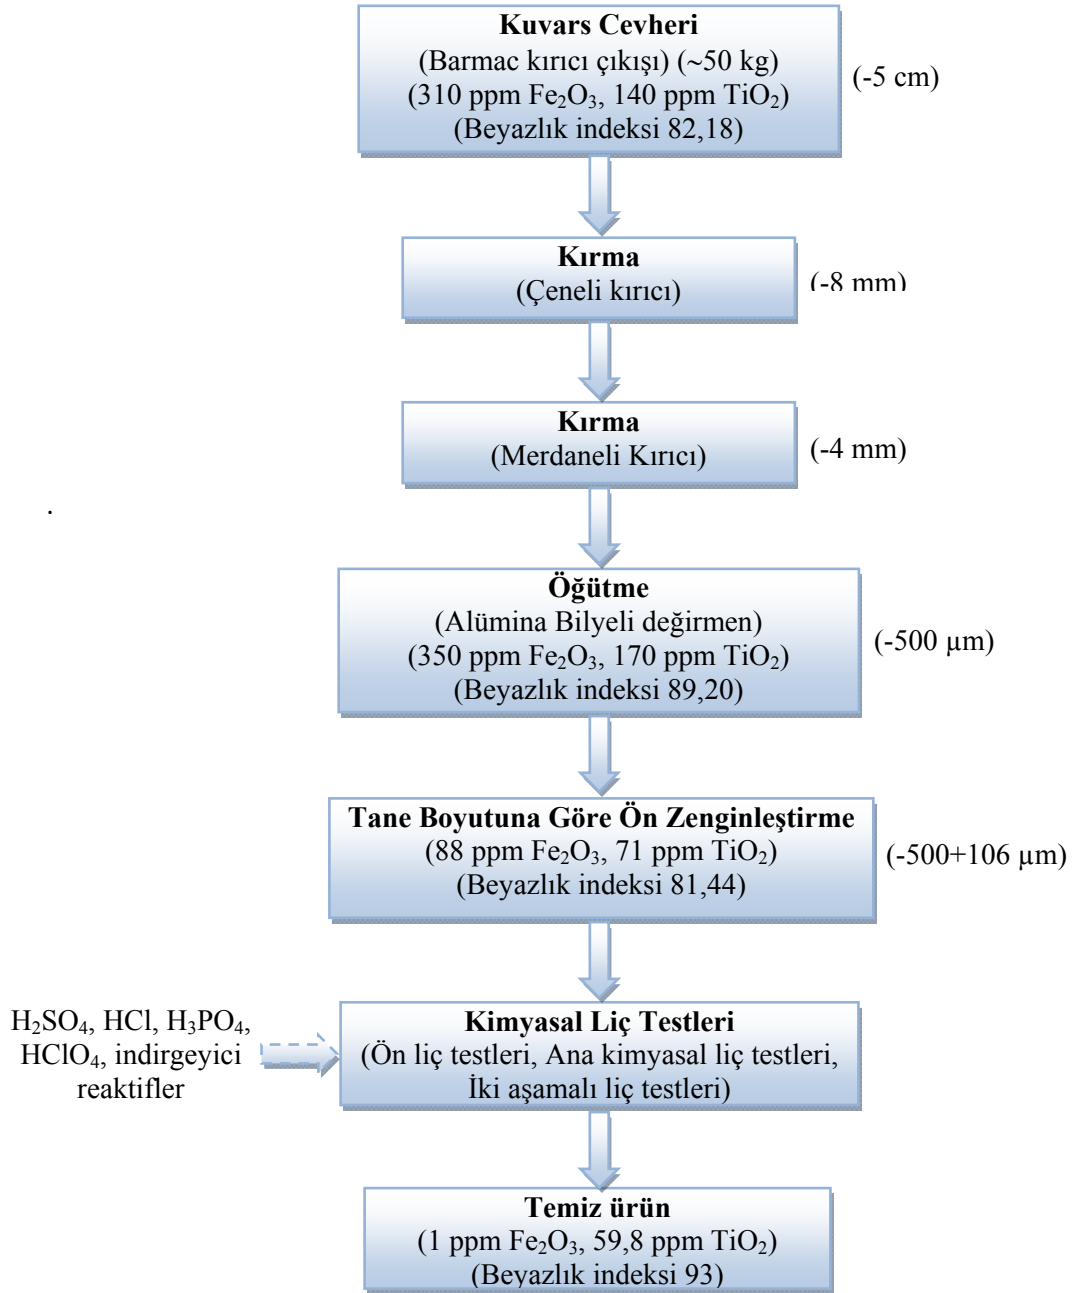 Kuvars Cevheri
(Barmac kırıcı çıkışı) (~50 kg)
(310 ppm Fe₂O₃, 140 ppm TiO₂)
(Beyazlık indeksi 82,18)
(-5 cm)
Kırma
(Çeneli kırıcı)
(-8 mm)
Kırma
(Merdaneli Kırıcı)
(-4 mm)
.
Öğütme
(Alümina Bilyeli değirmen)
(350 ppm Fe₂O₃, 170 ppm TiO₂)
(Beyazlık indeksi 89,20)
(-500 µm)
Tane Boyutuna Göre Ön Zenginleştirme
(88 ppm Fe₂O₃, 71 ppm TiO₂)
(Beyazlık indeksi 81,44)
(-500+106 µm)
H₂SO₄, HCl, H₃PO₄,
HClO₄, indirgeyici
reaktifler
Kimyasal Liç Testleri
(Ön liç testleri, Ana kimyasal liç testleri,
İki aşamalı liç testleri)
Temiz ürün
(1 ppm Fe₂O₃, 59,8 ppm TiO₂)
(Beyazlık indeksi 93)